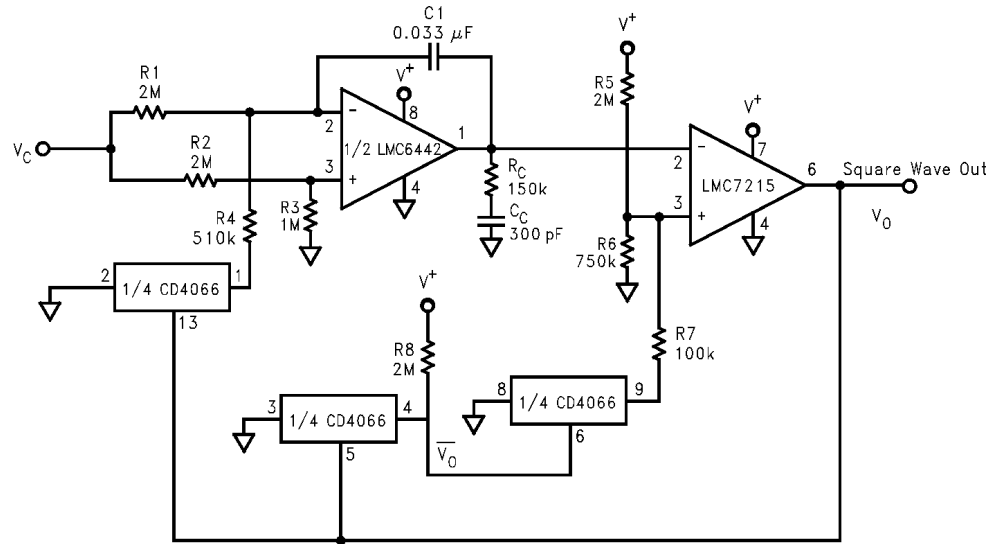 C1
0.033 μF
V+
R1
2M
R2
2M
VC
2
3
8
1
4
1/2 LMC6442
R3
1M
R4
510k
RC
150k
CC
300 pF
V+
R5
2M
V+
7
2
3
6
4
LMC7215
Square Wave Out
VO
R6
750k
R7
100k
2
1/4 CD4066
1
13
V+
R8
2M
3
1/4 CD4066
4
5
V̅O̅
8
1/4 CD4066
9
6